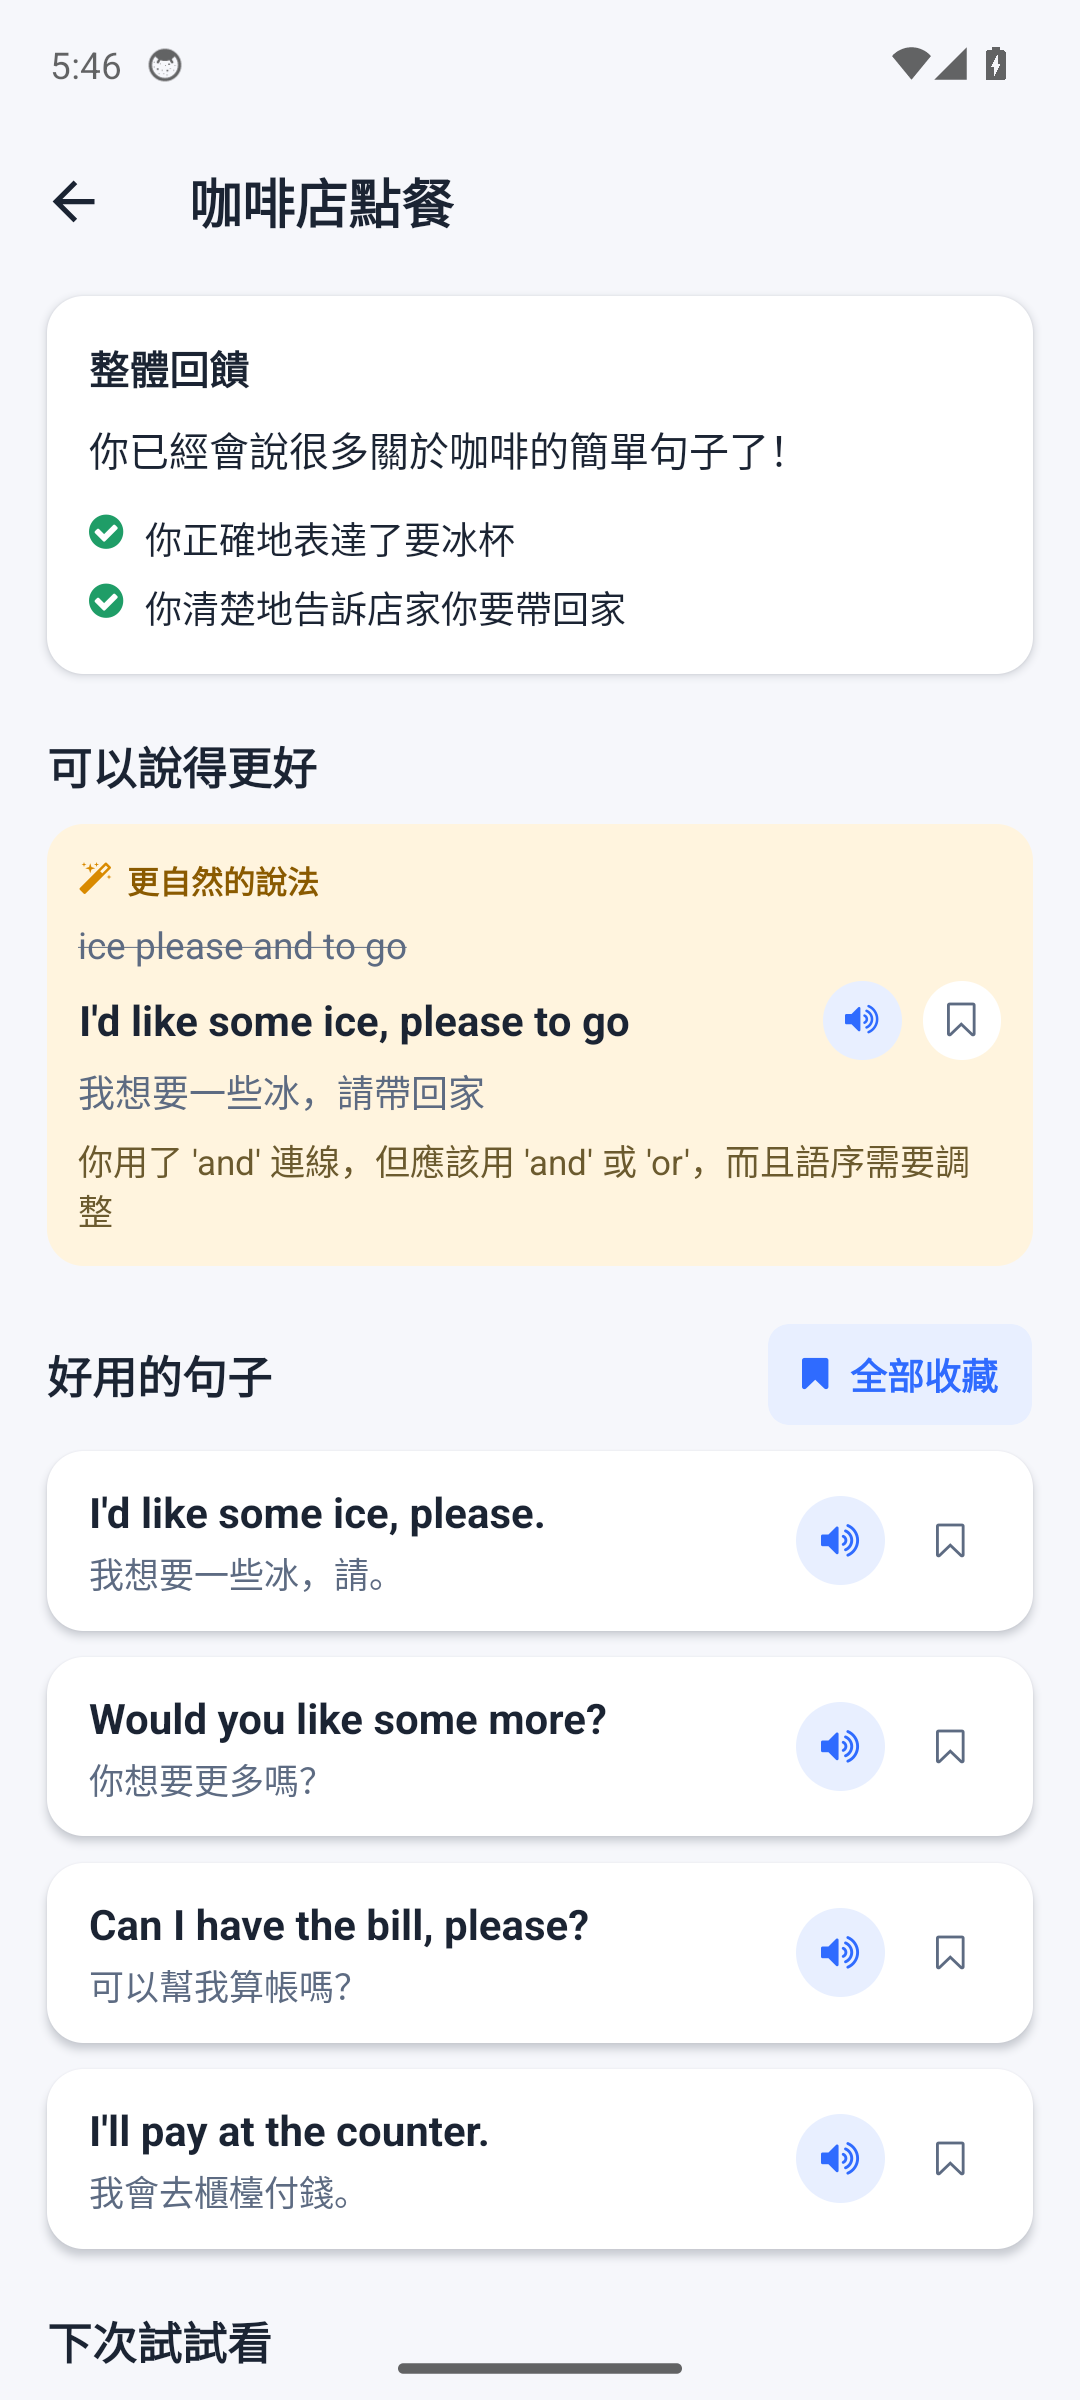 5:46
咖啡店點餐
整體回饋
你已經會說很多關於咖啡的簡單句子了！
你正確地表達了要冰杯
你清楚地告訴店家你要帶回家
可以說得更好
更自然的說法
ice please and to go
I'd like some ice, please to go
我想要一些冰，請帶回家
你用了 'and' 連線，但應該用 'and' 或 'or'，而且語序需要調
整
好用的句子
全部收藏
I'd like some ice, please.
我想要一些冰，請。
Would you like some more?
你想要更多嗎？
Can I have the bill, please?
可以幫我算帳嗎？
I'll pay at the counter.
我會去櫃檯付錢。
下次試試看